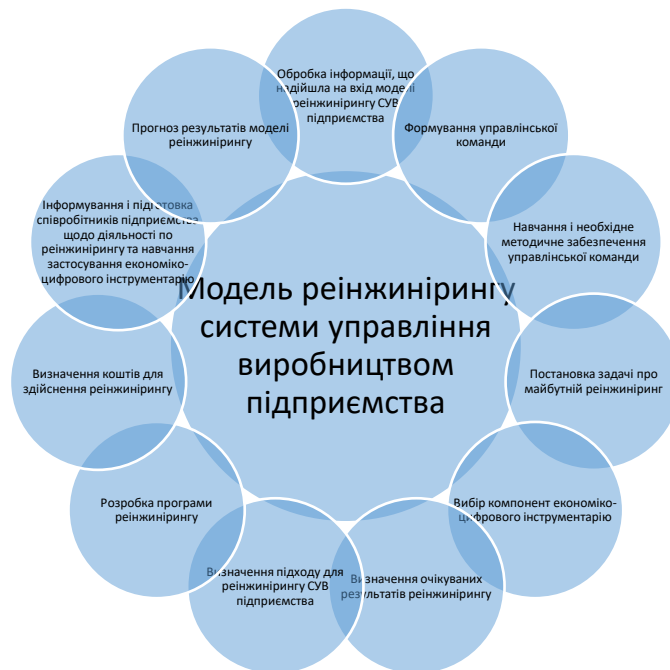 Обробка інформації, що
надійшла на вхід моделі
реінжинірингу СУВ
підприємства
Формування управлінської
команди
Навчання і необхідне
методичне забезпечення
управлінської команди
Постановка задачі про
майбутній реінжиніринг
Вибір компонент економіко-
цифрового інструментарію
Визначення очікуваних
результатів реінжинірингу
Визначення підходу для
реінжинірингу СУВ
підприємства
Розробка програми
реінжинірингу
Визначення коштів для
здійснення реінжинірингу
Інформування і підготовка
співробітників підприємства
щодо діяльності по
реінжинірингу та навчання
застосування економіко-
цифрового інструментарію
Прогноз результатів моделі
реінжинірингу
Модель реінжинірингу
системи управління
виробництвом
підприємства